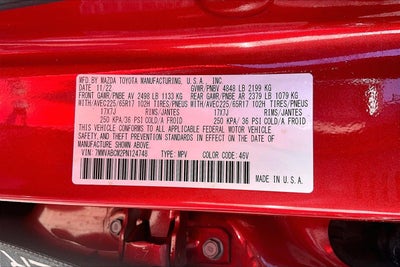 MFD. BY MAZDA TOYOTA MANUFACTURING, U.S.A., INC.
DATE 11/22 GVWR/PNBV 4848 LB 2199 KG
FRONT GAWR/PNBE AV 2498 LB 1133 KG REAR GAWR/PNBE AR 2379 LB 1079 KG
WITH/AVEC225/65R17 102H TIRES/PNEUS WITH/AVEC225/65R17 102H TIRES/PNEUS
17X7J 17X7J
250 KPA/36 PSI COLD/A FROID 250 KPA/36 PSI COLD/A FROID
THIS VEHICLE CONFORMS TO ALL APPLICABLE FEDERAL
MOTOR VEHICLE SAFETY, BUMPER, AND THEFT PREVENTION
STANDARDS IN EFFECT ON THE DATE OF MANUFACTURE SHOWN ABOVE.
VIN: 7MMVABCM2PN124748 TYPE: MPV COLOR CODE: 46V
MADE IN U.S.A.